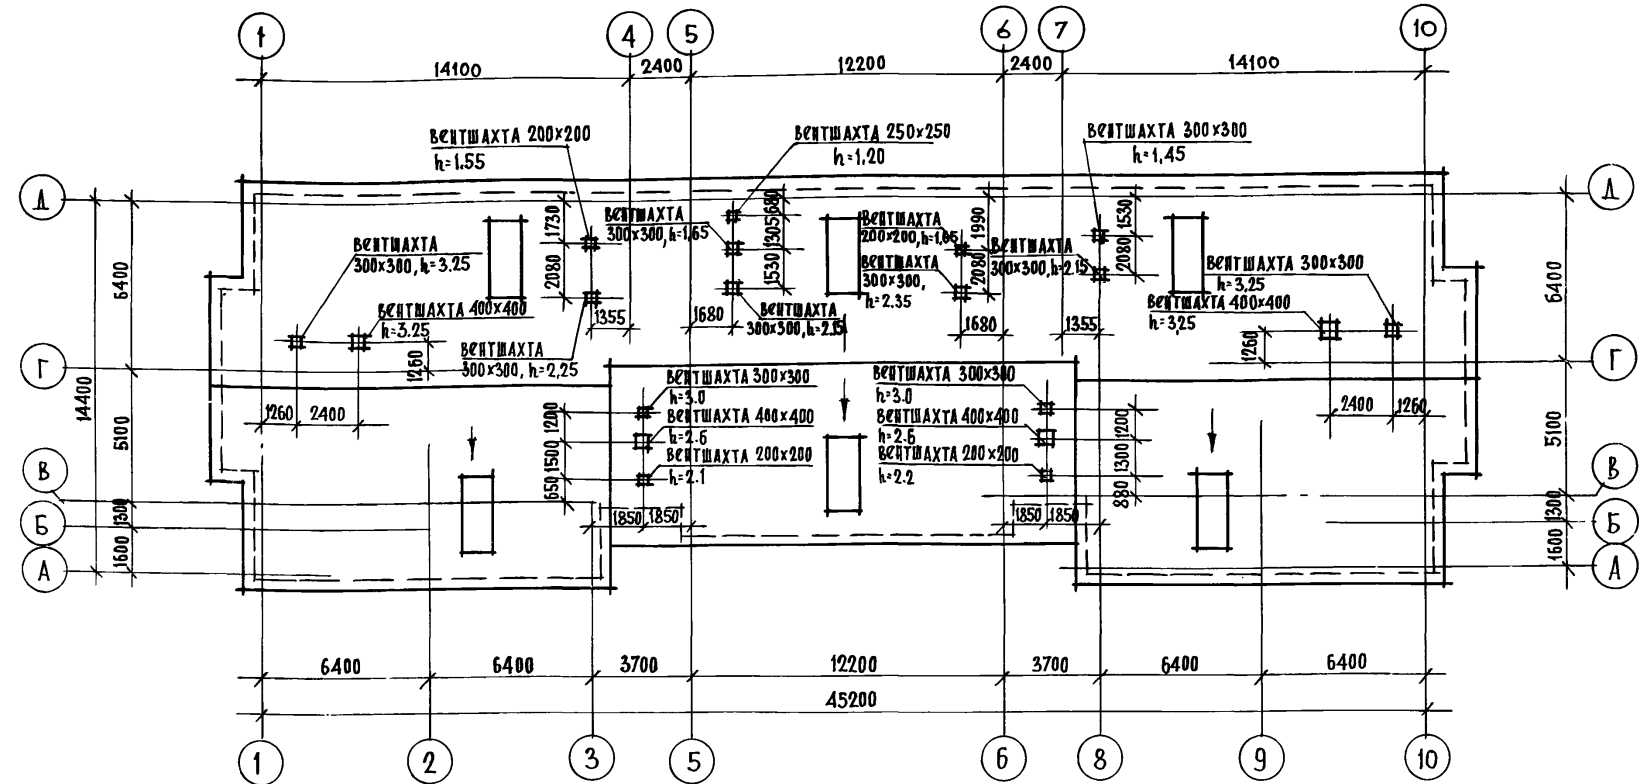 1
4
5
6
7
10
14100
2400
12200
2400
14100
ВЕНТШАХТА 200×200
h=1.55
ВЕНТШАХТА 250×250
h=1.20
ВЕНТШАХТА 300×300
h=1,45
Д
Д
1730
ВЕНТШАХТА
300×300, h=1,65
680
1305
1530
ВЕНТШАХТА
200×200, h=1,65
1990
2080
1530
2080
ВЕНТШАХТА
300×300, h=3.25
2080
ВЕНТШАХТА
300×300,
h=2.35
ВЕНТШАХТА
300×300, h=2.15
ВЕНТШАХТА 300×300
h=3,25
6400
6400
ВЕНТШАХТА 400×400
h=3.25
1355
1680
ВЕНТШАХТА
300×300, h=2.15
1680
1355
ВЕНТШАХТА 400×400
h=3,25
ВЕНТШАХТА
300×300, h=2,25
1260
1260
Г
Г
14400
ВЕНТШАХТА 300×300
h=3.0
ВЕНТШАХТА 300×300
h=3.0
1260
2400
1200
ВЕНТШАХТА 400×400
h=2.6
ВЕНТШАХТА 400×400
h=2.6
1200
2400
1260
5100
5100
1500
ВЕНТШАХТА 200×200
h=2.1
ВЕНТШАХТА 200×200
h=2.2
1300
В
В
650
880
1300
1300
1850
1850
1850
1850
Б
Б
1600
1600
А
А
6400
6400
3700
12200
3700
6400
6400
45200
1
2
3
5
6
8
9
10